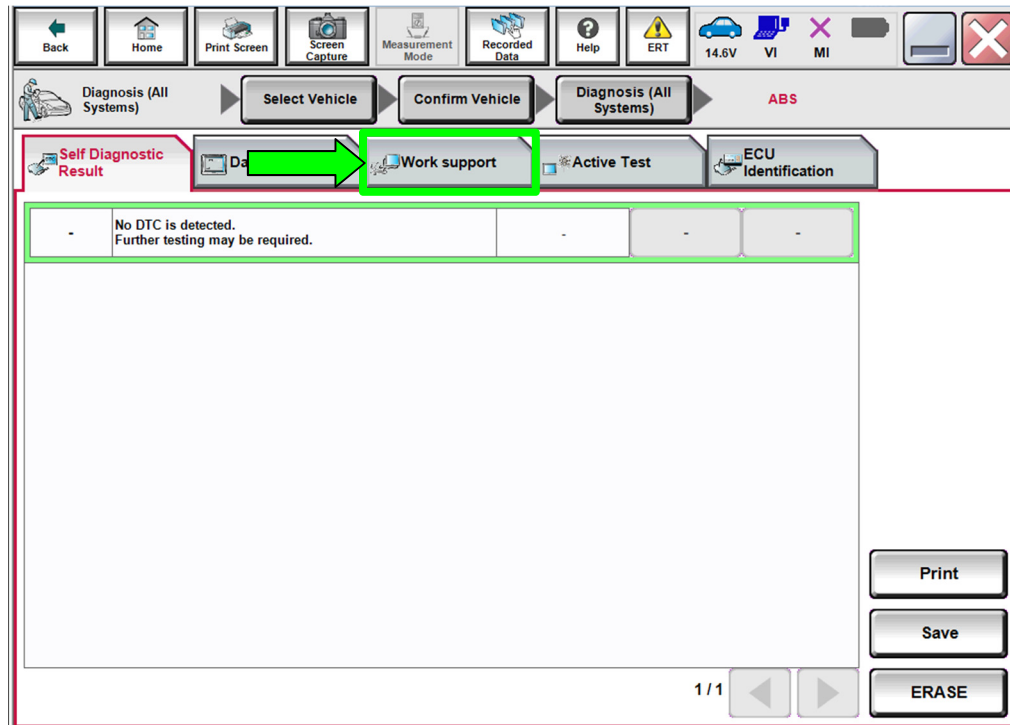 Back
Home
Print Screen
Screen
Capture
Measurement
Mode
Recorded
Data
Help
ERT
14.6V
VI
MI
Diagnosis (All
Systems)
Select Vehicle
Confirm Vehicle
Diagnosis (All
Systems)
ABS
Self Diagnostic
Result
Da
Work support
Active Test
ECU
Identification
-
No DTC is detected.
Further testing may be required.
-
-
-
Print
Save
1 / 1
ERASE